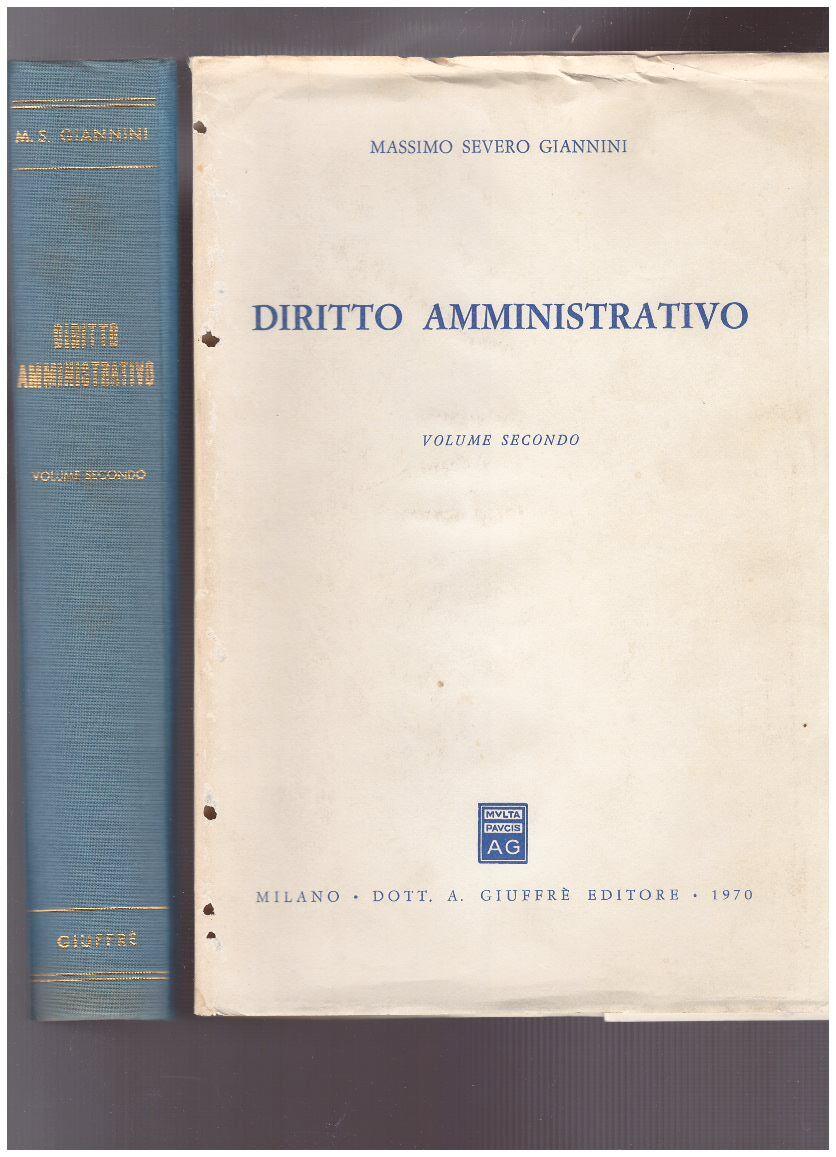 M. S. GIANNINI
DIRITTO
AMMINISTRATIVO
VOLUME SECONDO
GIUFFRÈ
MASSIMO SEVERO GIANNINI
DIRITTO AMMINISTRATIVO
VOLUME SECONDO
MVLTA
PAVCIS
AG
MILANO • DOTT. A. GIUFFRÈ EDITORE • 1970